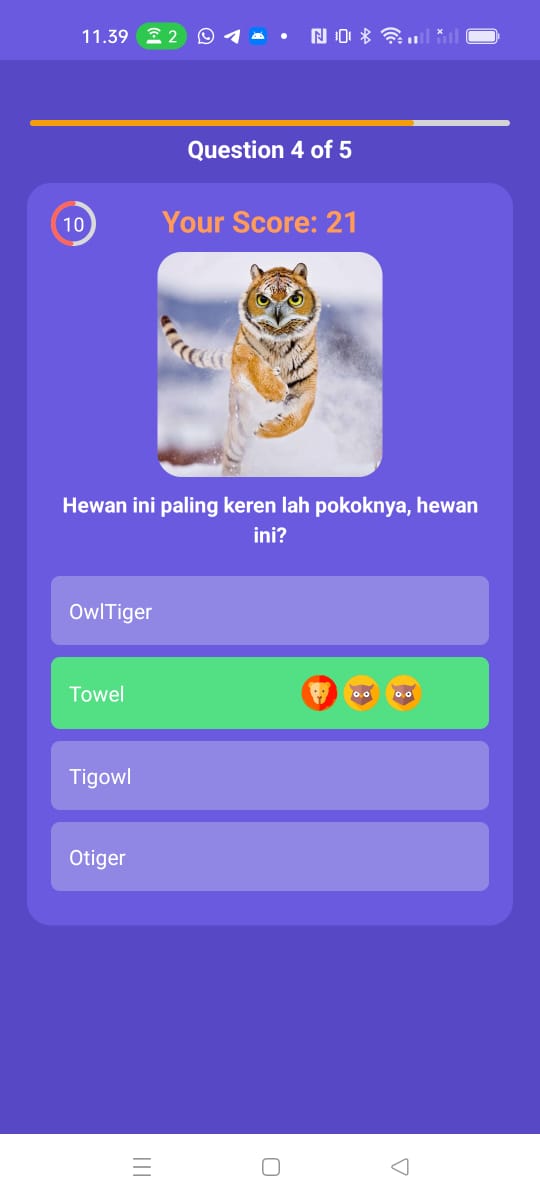 11.39
2
Question 4 of 5
10
Your Score: 21
Hewan ini paling keren lah pokoknya, hewan
ini?
OwlTiger
Towel
Tigowl
Otiger